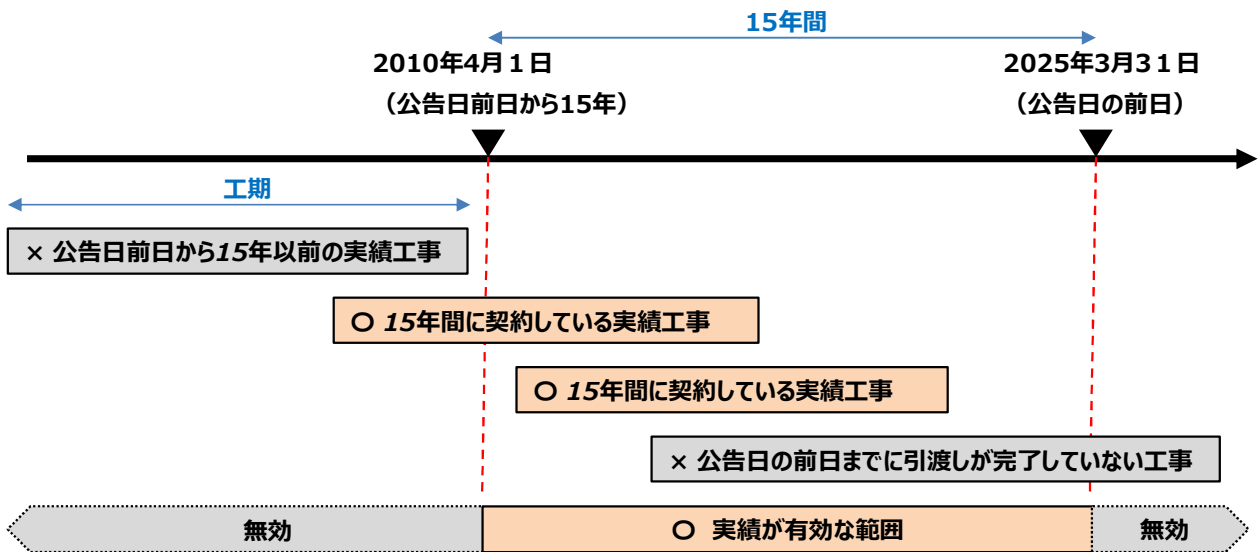 15年間
2010年4月１日
（公告日前日から15年）
2025年3月３１日
（公告日の前日）
工期
× 公告日前日から15年以前の実績工事
〇 15年間に契約している実績工事
〇 15年間に契約している実績工事
× 公告日の前日までに引渡しが完了していない工事
無効
〇 実績が有効な範囲
無効